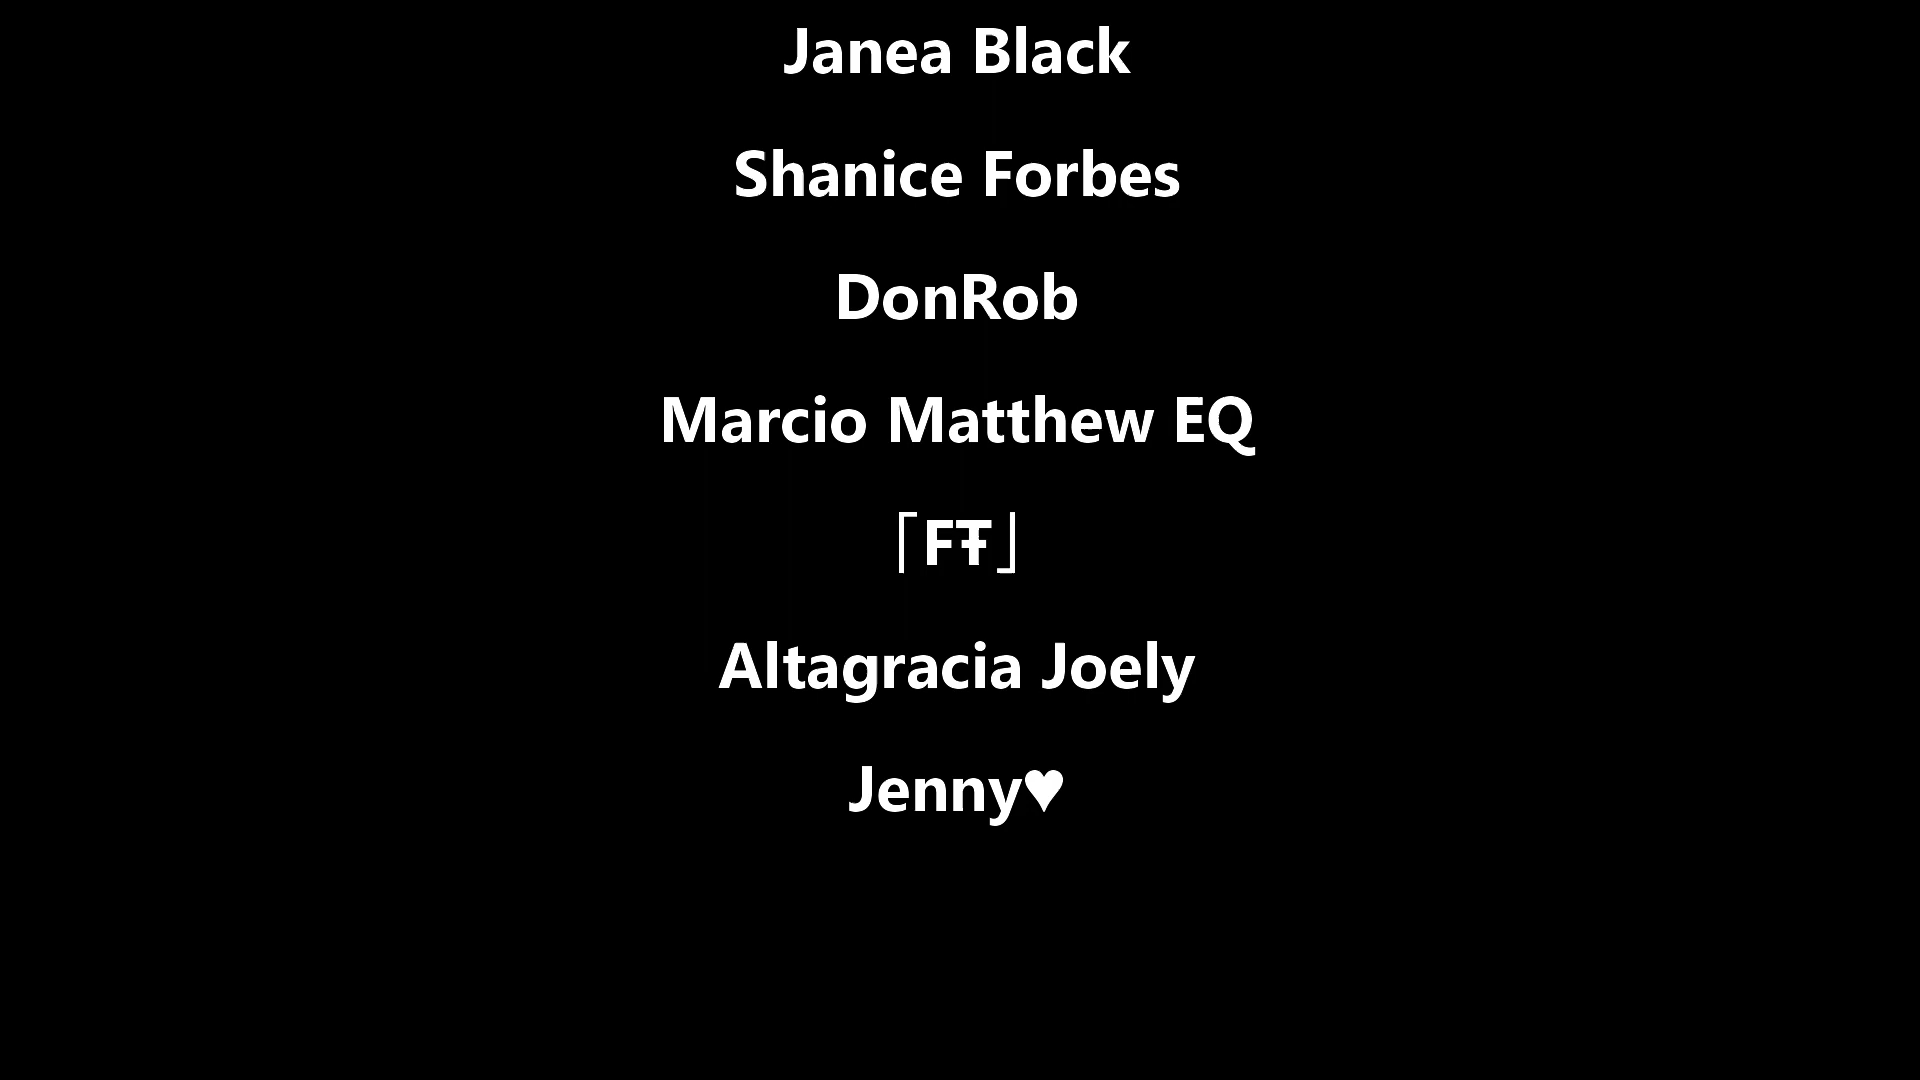 Janea Black
Shanice Forbes
DonRob
Marcio Matthew EQ
⌈FŦ⌋
Altagracia Joely
Jenny♥